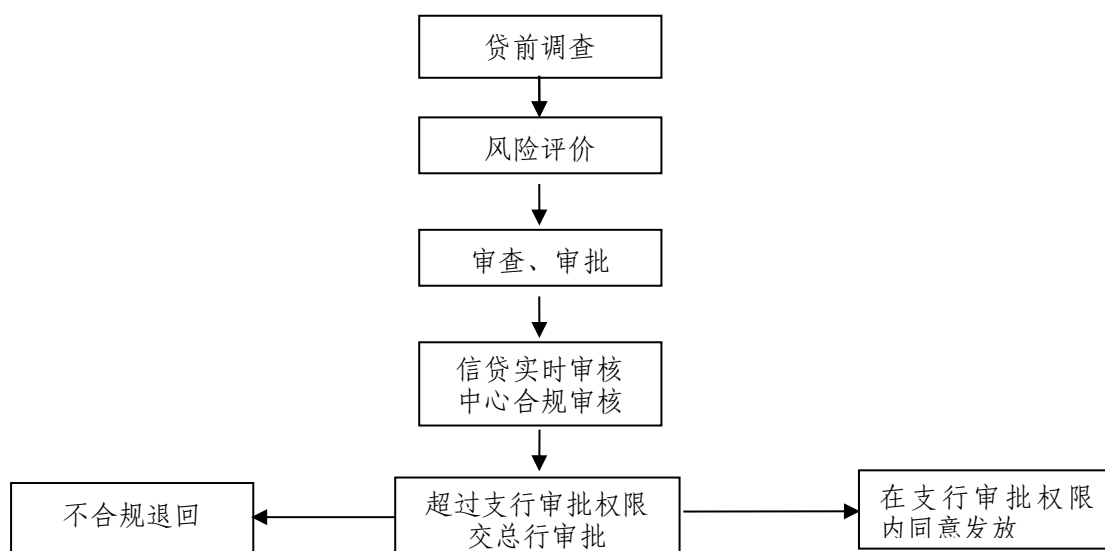 贷前调查
风险评价
审查、审批
信贷实时审核
中心合规审核
不合规退回
超过支行审批权限
交总行审批
在支行审批权限
内同意发放